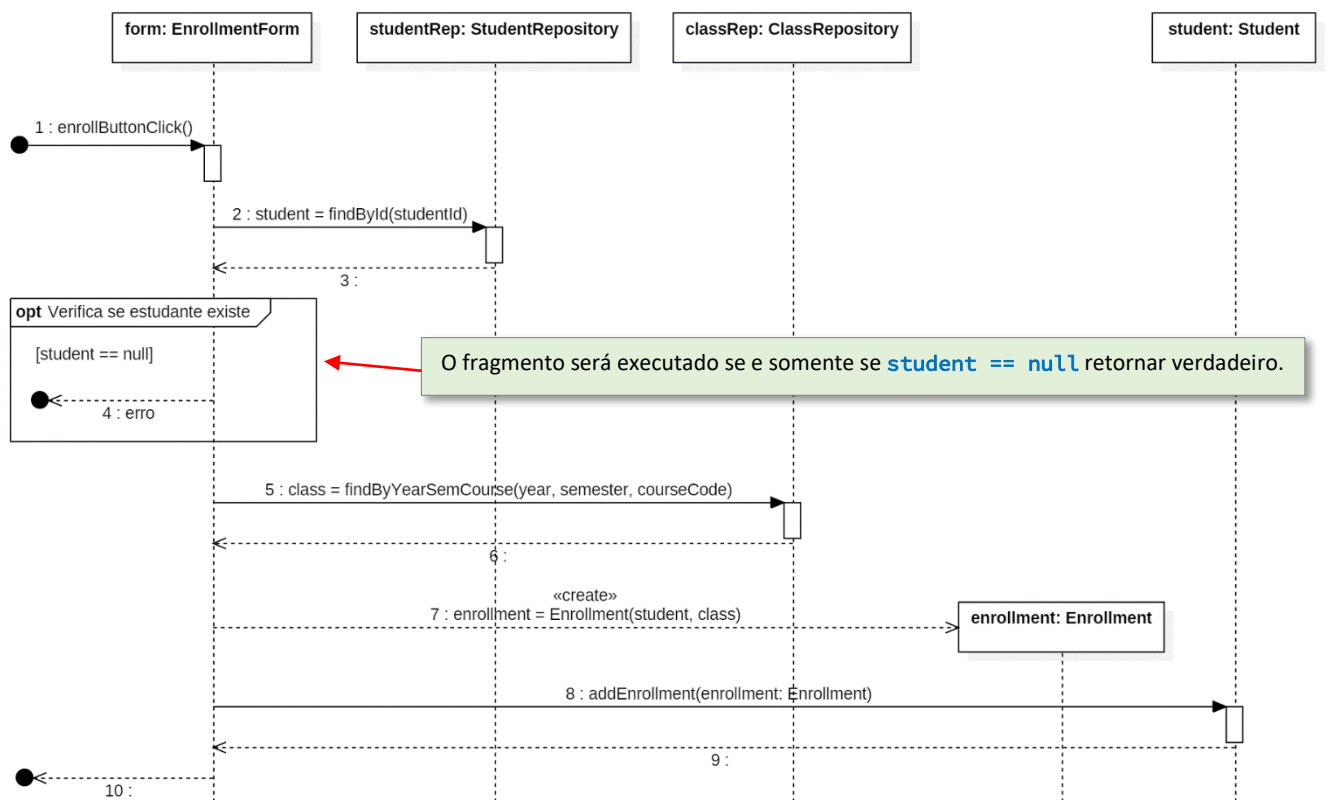 form: EnrollmentForm
studentRep: StudentRepository
classRep: ClassRepository
student: Student
1 : enrollButtonClick()
2 : student = findById(studentId)
3 :
opt Verifica se estudante existe
[student == null]
O fragmento será executado se e somente se student == null retornar verdadeiro.
4 : erro
5 : class = findByYearSemCourse(year, semester, courseCode)
6 :
«create»
7 : enrollment = Enrollment(student, class)
enrollment: Enrollment
8 : addEnrollment(enrollment: Enrollment)
9 :
10 :